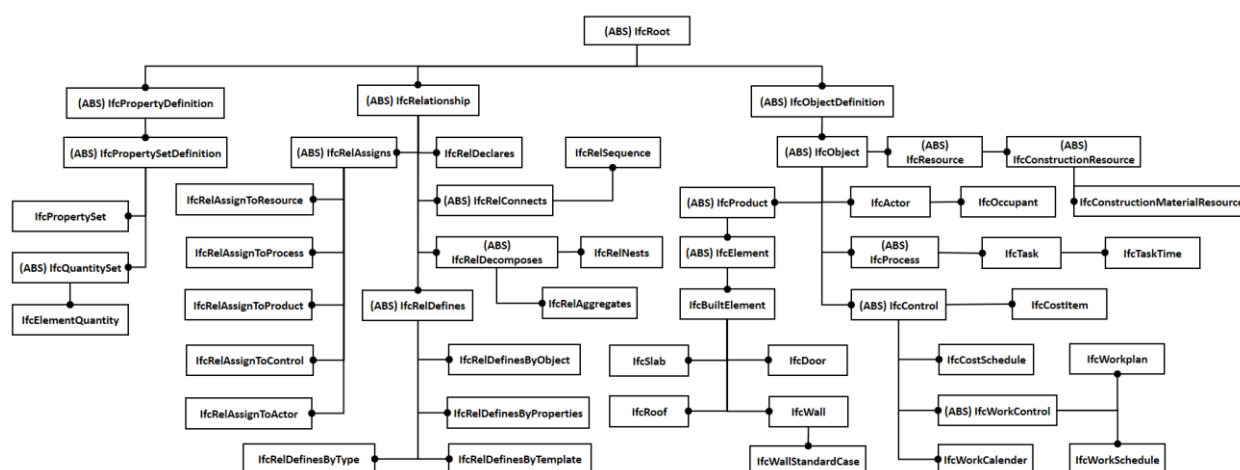 (ABS) IfcRoot
(ABS) IfcPropertyDefinition
(ABS) IfcRelationship
(ABS) IfcObjectDefinition
(ABS) IfcPropertySetDefinition
(ABS) IfcRelAssigns
IfcRelDeclares
IfcRelSequence
(ABS) IfcObject
(ABS)
IfcResource
(ABS)
IfcConstructionResource
IfcPropertySet
IfcRelAssignToResource
(ABS) IfcRelConnects
(ABS) IfcProduct
IfcActor
IfcOccupant
IfcConstructionMaterialResource
(ABS) IfcQuantitySet
IfcRelAssignToProcess
(ABS)
IfcRelDecomposes
IfcRelNests
(ABS) IfcElement
(ABS)
IfcProcess
IfcTask
IfcTaskTime
IfcElementQuantity
IfcRelAssignToProduct
(ABS) IfcRelDefines
IfcRelAggregates
IfcBuiltElement
(ABS) IfcControl
IfcCostItem
IfcRelAssignToControl
IfcRelDefinesByObject
IfcSlab
IfcDoor
IfcCostSchedule
IfcWorkplan
IfcRelAssignToActor
IfcRelDefinesByProperties
IfcRoof
IfcWall
(ABS) IfcWorkControl
IfcRelDefinesByType
IfcRelDefinesByTemplate
IfcWallStandardCase
IfcWorkCalender
IfcWorkSchedule